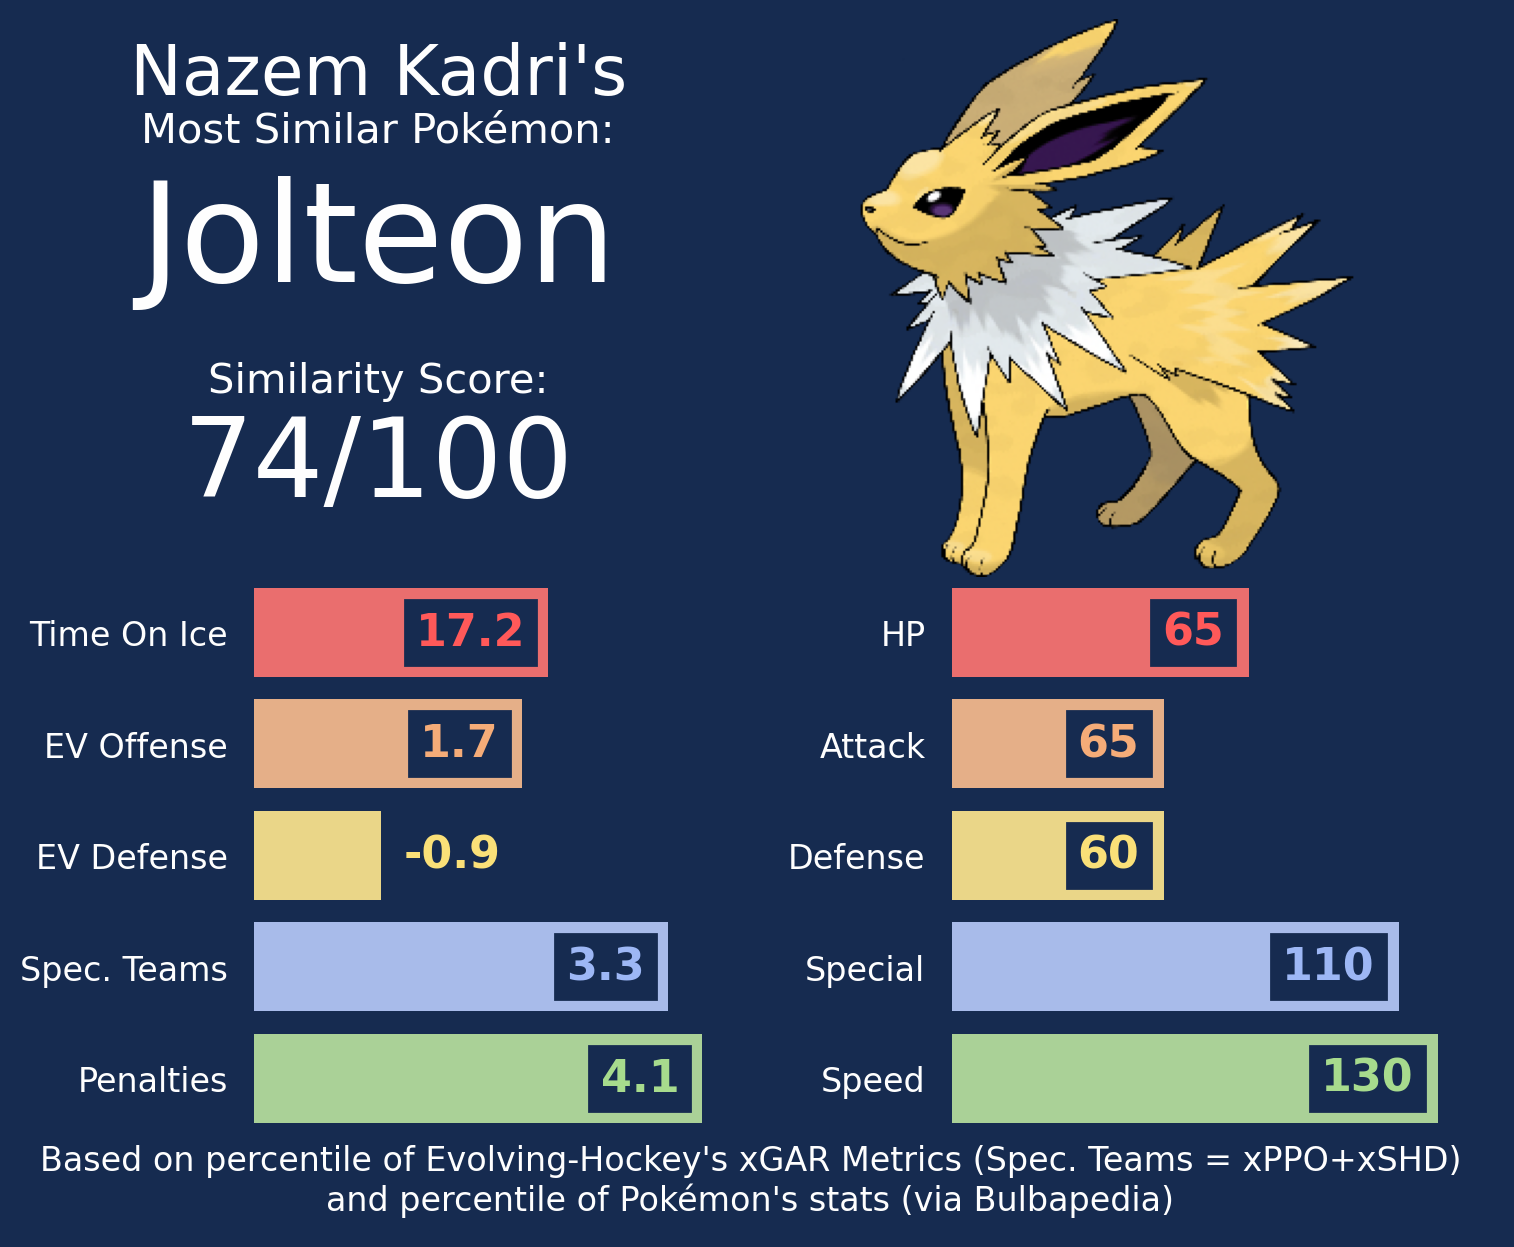 Nazem Kadri's
Most Similar Pokémon:
Jolteon
Similarity Score:
74/100
Time On Ice 17.2
EV Offense 1.7
EV Defense -0.9
Spec. Teams 3.3
Penalties 4.1
HP 65
Attack 65
Defense 60
Special 110
Speed 130
Based on percentile of Evolving-Hockey's xGAR Metrics (Spec. Teams = xPPO+xSHD)
and percentile of Pokémon's stats (via Bulbapedia)